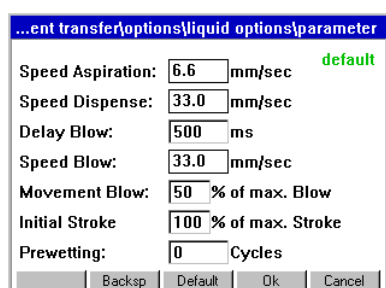 ...ent transfer\options\liquid options\parameter
default
Speed Aspiration: 6.6 mm/sec
Speed Dispense: 33.0 mm/sec
Delay Blow: 500 ms
Speed Blow: 33.0 mm/sec
Movement Blow: 50 % of max. Blow
Initial Stroke 100 % of max. Stroke
Prewetting: 0 Cycles
Backsp Default Ok Cancel